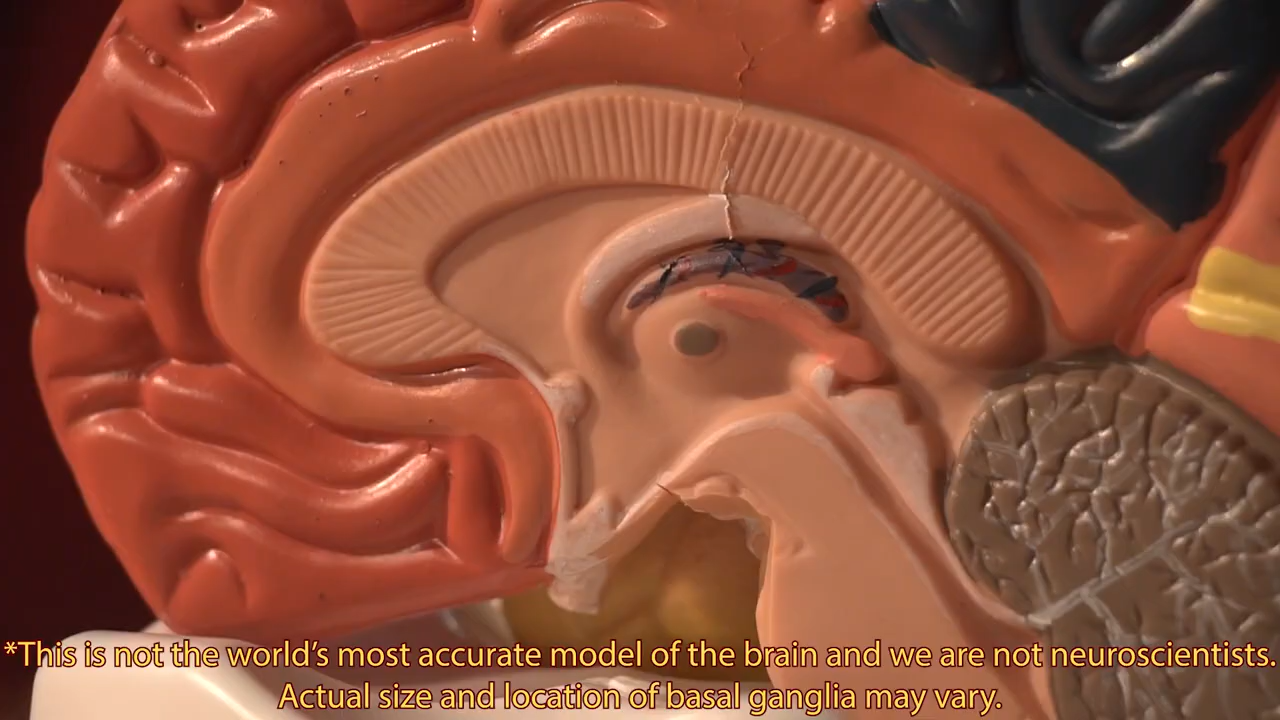 *This is not the world’s most accurate model of the brain and we are not neuroscientists.
Actual size and location of basal ganglia may vary.